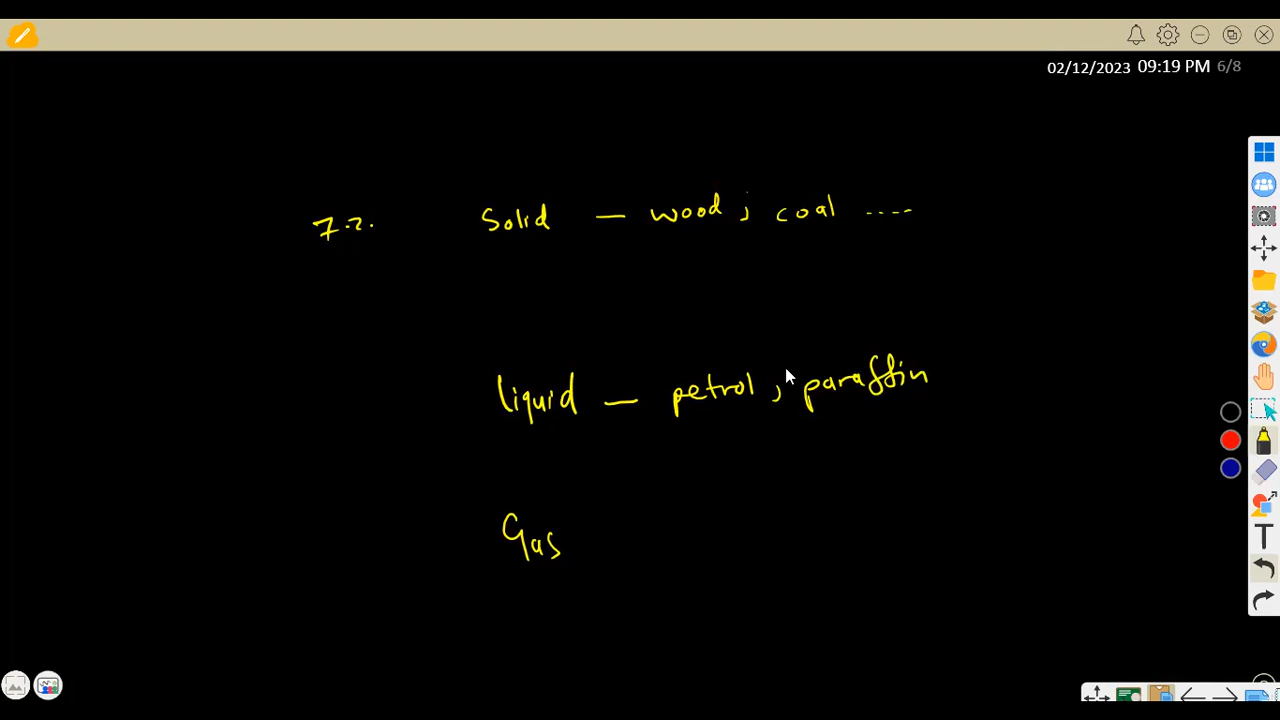 02/12/2023 09:19 PM 6/8
7.2. Solid — wood ; coal ....
liquid — petrol ; paraffin
Gas
T